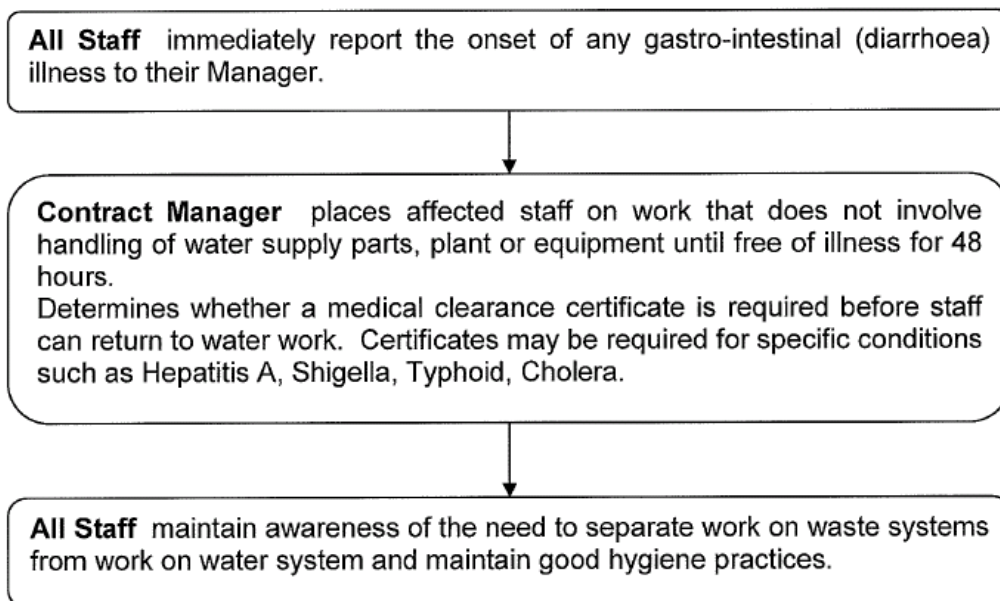 All Staff immediately report the onset of any gastro-intestinal (diarrhoea)
illness to their Manager.
Contract Manager places affected staff on work that does not involve
handling of water supply parts, plant or equipment until free of illness for 48
hours.
Determines whether a medical clearance certificate is required before staff
can return to water work. Certificates may be required for specific conditions
such as Hepatitis A, Shigella, Typhoid, Cholera.
All Staff maintain awareness of the need to separate work on waste systems
from work on water system and maintain good hygiene practices.